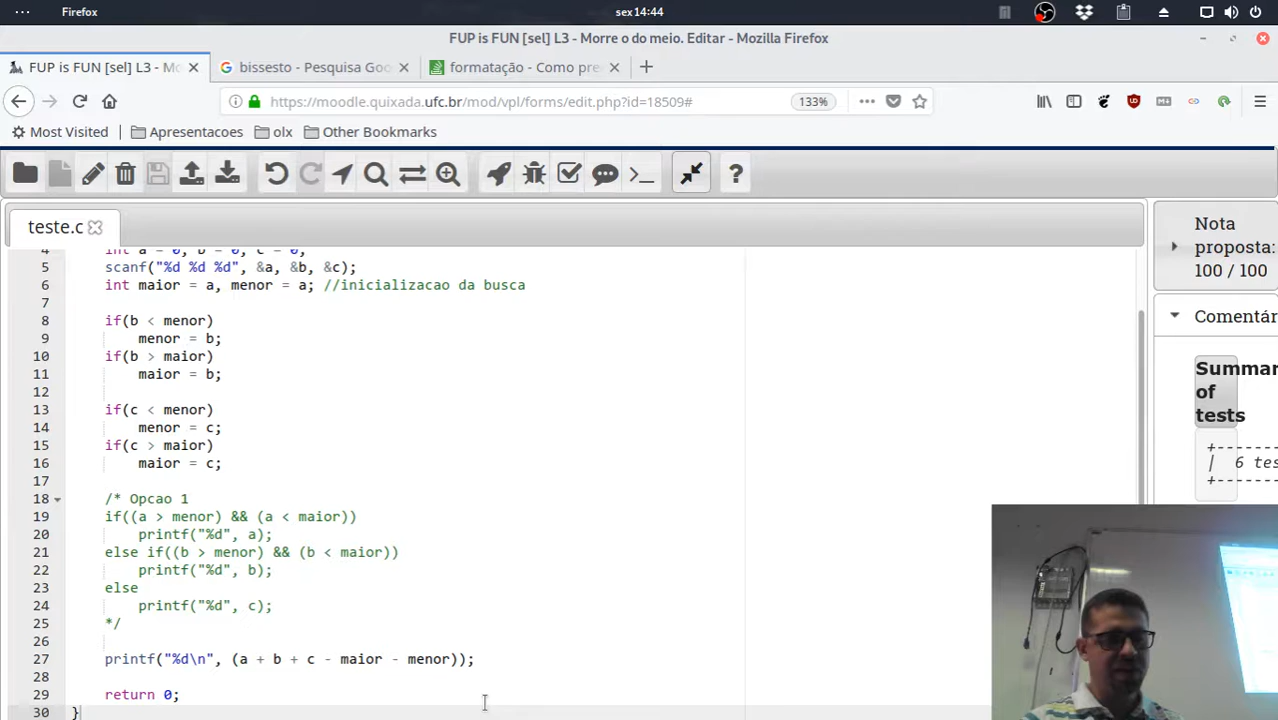 Firefox
sex 14:44
FUP is FUN [sel] L3 - Morre o do meio. Editar - Mozilla Firefox
FUP is FUN [sel] L3 - Mo
bissesto - Pesquisa Goo
formatação - Como pre
https://moodle.quixada.ufc.br/mod/vpl/forms/edit.php?id=18509#
133%
Most Visited
Apresentacoes
olx
Other Bookmarks
teste.c
4 int a = 0, b = 0, c = 0;
5 scanf("%d %d %d", &a, &b, &c);
6 int maior = a, menor = a; //inicializacao da busca
7
8 if(b < menor)
9 menor = b;
10 if(b > maior)
11 maior = b;
12
13 if(c < menor)
14 menor = c;
15 if(c > maior)
16 maior = c;
17
18 /* Opcao 1
19 if((a > menor) && (a < maior))
20 printf("%d", a);
21 else if((b > menor) && (b < maior))
22 printf("%d", b);
23 else
24 printf("%d", c);
25 */
26
27 printf("%d\n", (a + b + c - maior - menor));
28
29 return 0;
30 }
Nota
proposta:
100 / 100
Comentár
Summar
of
tests
+-------
| 6 tes
+-------